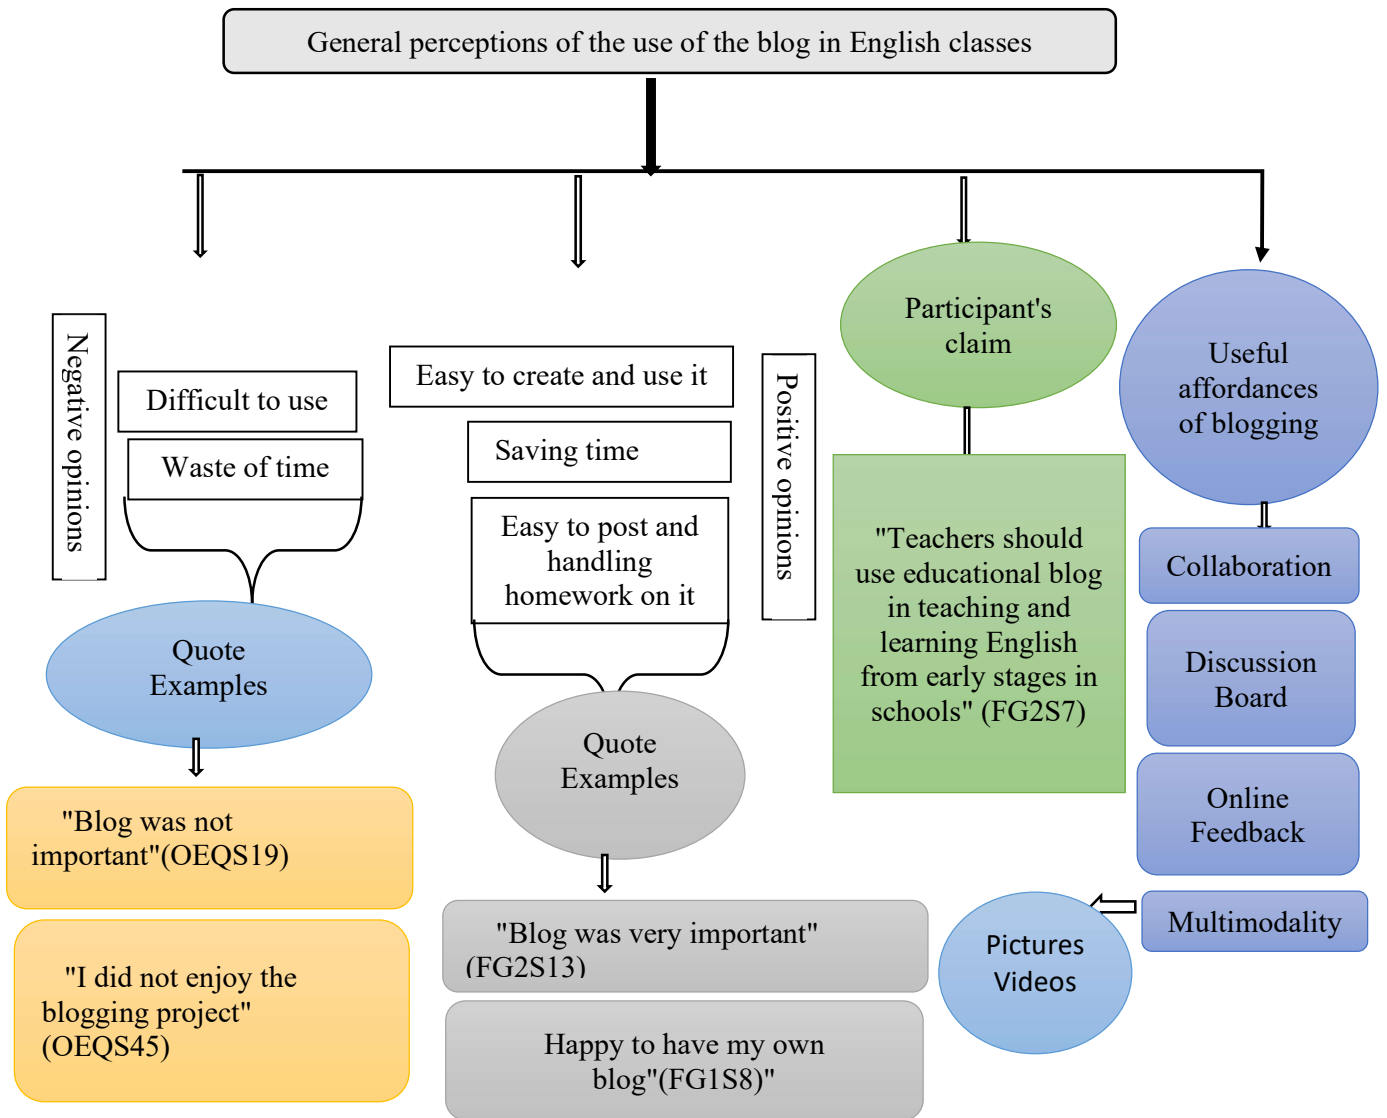 General perceptions of the use of the blog in English classes
Negative opinions
Difficult to use
Waste of time
Quote
Examples
"Blog was not
important"(OEQS19)
"I did not enjoy the
blogging project"
(OEQS45)
Easy to create and use it
Saving time
Easy to post and
handling
homework on it
Positive opinions
Quote
Examples
"Blog was very important"
(FG2S13)
Happy to have my own
blog"(FG1S8)"
Participant's
claim
"Teachers should
use educational blog
in teaching and
learning English
from early stages in
schools" (FG2S7)
Useful
affordances
of blogging
Collaboration
Discussion
Board
Online
Feedback
Multimodality
Pictures
Videos